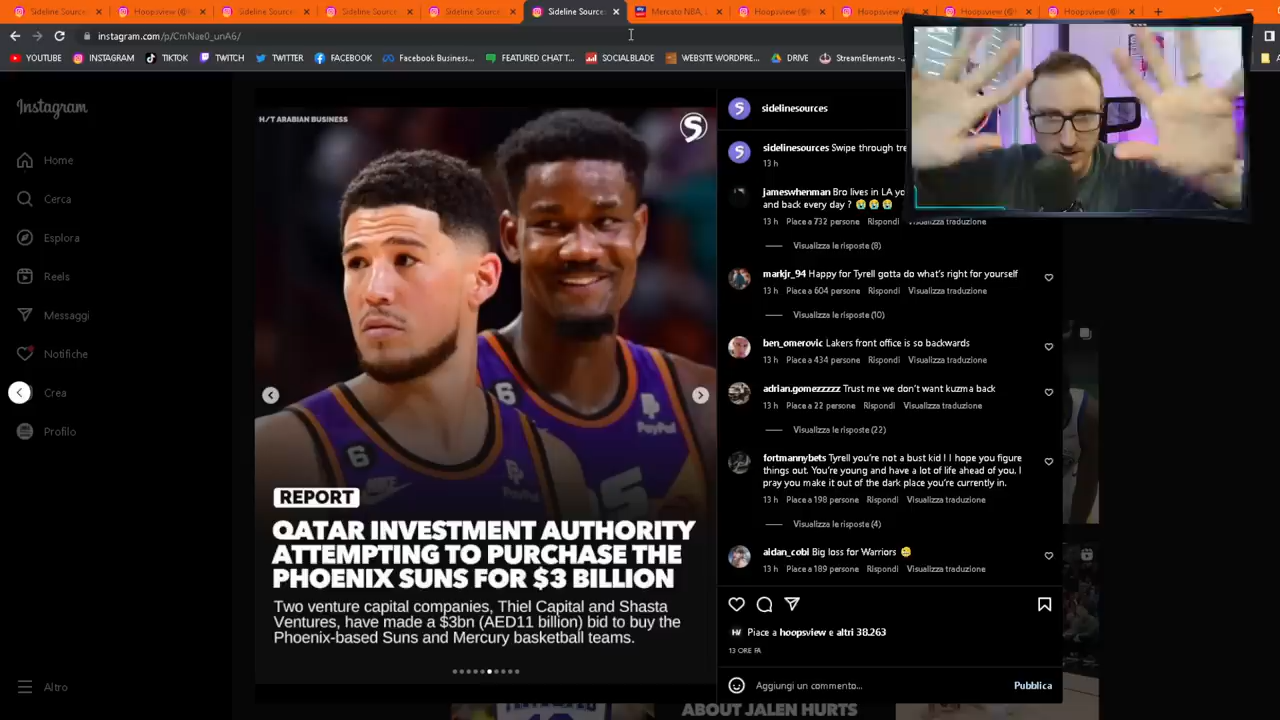 Sideline Source
Hoopsview (@
Sideline Source
Sideline Source
Sideline Source
Sideline Source
Mercato NBA,
Hoopsview (@
Hoopsview (@
Hoopsview (@
Hoopsview (@
instagram.com/p/CmNae0_unA6/
YOUTUBE
INSTAGRAM
TIKTOK
TWITCH
TWITTER
FACEBOOK
Facebook Business...
FEATURED CHAT T...
SOCIALBLADE
WEBSITE WORDPRE...
DRIVE
StreamElements -...
Instagram
Home
Cerca
Esplora
Reels
Messaggi
Notifiche
Crea
Profilo
Altro
H/T ARABIAN BUSINESS
S
6
6
PayPal
PayPal
REPORT
QATAR INVESTMENT AUTHORITY
ATTEMPTING TO PURCHASE THE
PHOENIX SUNS FOR $3 BILLION
Two venture capital companies, Thiel Capital and Shasta
Ventures, have made a $3bn (AED11 billion) bid to buy the
Phoenix-based Suns and Mercury basketball teams.
sidelinesources
sidelinesources Swipe through tre
13 h
jameswhenman Bro lives in LA yo
and back every day ? 😭😭😭
13 h Piace a 732 persone Rispondi Visualizza traduzione
Visualizza le risposte (8)
markjr_94 Happy for Tyrell gotta do what's right for yourself
13 h Piace a 604 persone Rispondi Visualizza traduzione
Visualizza le risposte (10)
ben_omerovic Lakers front office is so backwards
13 h Piace a 434 persone Rispondi Visualizza traduzione
adrian.gomezzzzz Trust me we don't want kuzma back
13 h Piace a 22 persone Rispondi Visualizza traduzione
Visualizza le risposte (22)
fortmannybets Tyrell you're not a bust kid ! I hope you figure
things out. You're young and have a lot of life ahead of you. I
pray you make it out of the dark place you're currently in.
13 h Piace a 198 persone Rispondi Visualizza traduzione
Visualizza le risposte (4)
aidan_cobi Big loss for Warriors
13 h Piace a 189 persone Rispondi Visualizza traduzione
Piace a hoopsview e altri 38.263
13 ORE FA
Aggiungi un commento...
Pubblica
ABOUT JALEN HURTS